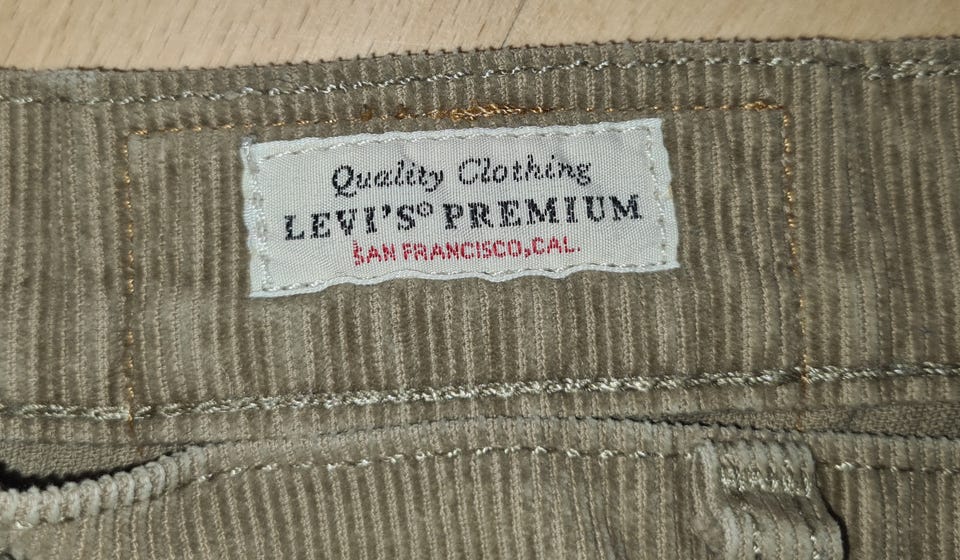 Quality Clothing
LEVI'S® PREMIUM
SAN FRANCISCO, CAL.